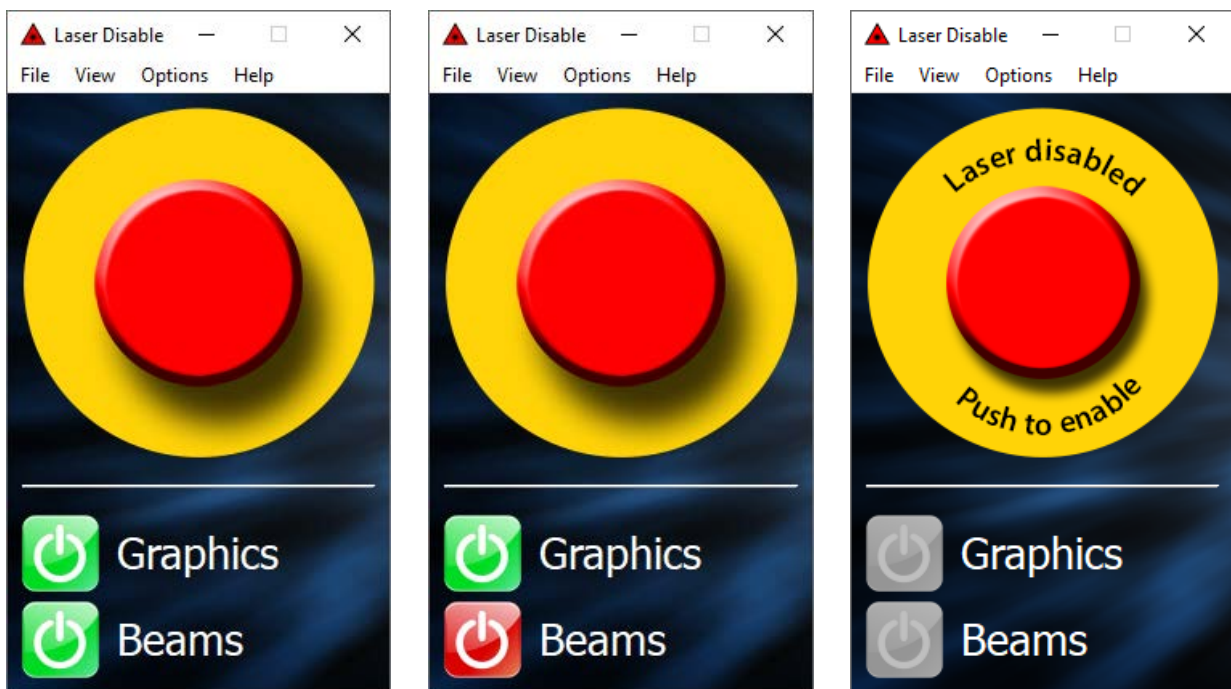 Laser Disable
File View Options Help
Graphics
Beams
Laser Disable
File View Options Help
Graphics
Beams
Laser Disable
File View Options Help
Laser disabled
Push to enable
Graphics
Beams